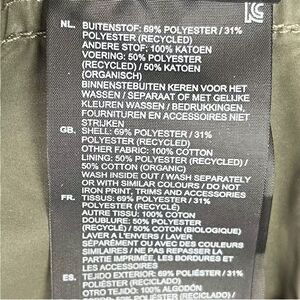 NL. BUITENSTOF: 69% POLYESTER / 31%
POLYESTER (RECYCLED)
ANDERE STOF: 100% KATOEN
VOERING: 50% POLYESTER
(RECYCLED) / 50% KATOEN
(ORGANISCH)
BINNENSTEBUITEN KEREN VOOR HET
WASSEN / SEPARAAT OF MET GELIJKE
KLEUREN WASSEN / BEDRUKKINGEN,
FOURNITUREN EN ACCESSOIRES NIET
STRIJKEN
GB. SHELL: 69% POLYESTER / 31%
POLYESTER (RECYCLED)
OTHER FABRIC: 100% COTTON
LINING: 50% POLYESTER (RECYCLED) /
50% COTTON (ORGANIC)
WASH INSIDE OUT / WASH SEPARATELY
OR WITH SIMILAR COLOURS / DO NOT
IRON PRINT, TRIMS AND ACCESSORIES
FR. TISSUS: 69% POLYESTER / 31%
POLYESTER (RECYCLÉ)
AUTRE TISSU: 100% COTON
DOUBLURE: 50% POLYESTER
(RECYCLÉ) / 50% COTON (BIOLOGIQUE)
LAVER A L'ENVERS / LAVER
SÉPARÉMENT OU AVEC DES COULEURS
SIMILAIRES / NE PAS REPASSER LA
PARTIE IMPRIMÉE, LES BORDURES ET
LES ACCESSOIRES
ES. TEJIDO EXTERIOR: 69% POLIÉSTER / 31%
POLIÉSTER (RECICLADO)
OTRO TEJIDO: 100% ALGODÓN
50% POLIÉSTER